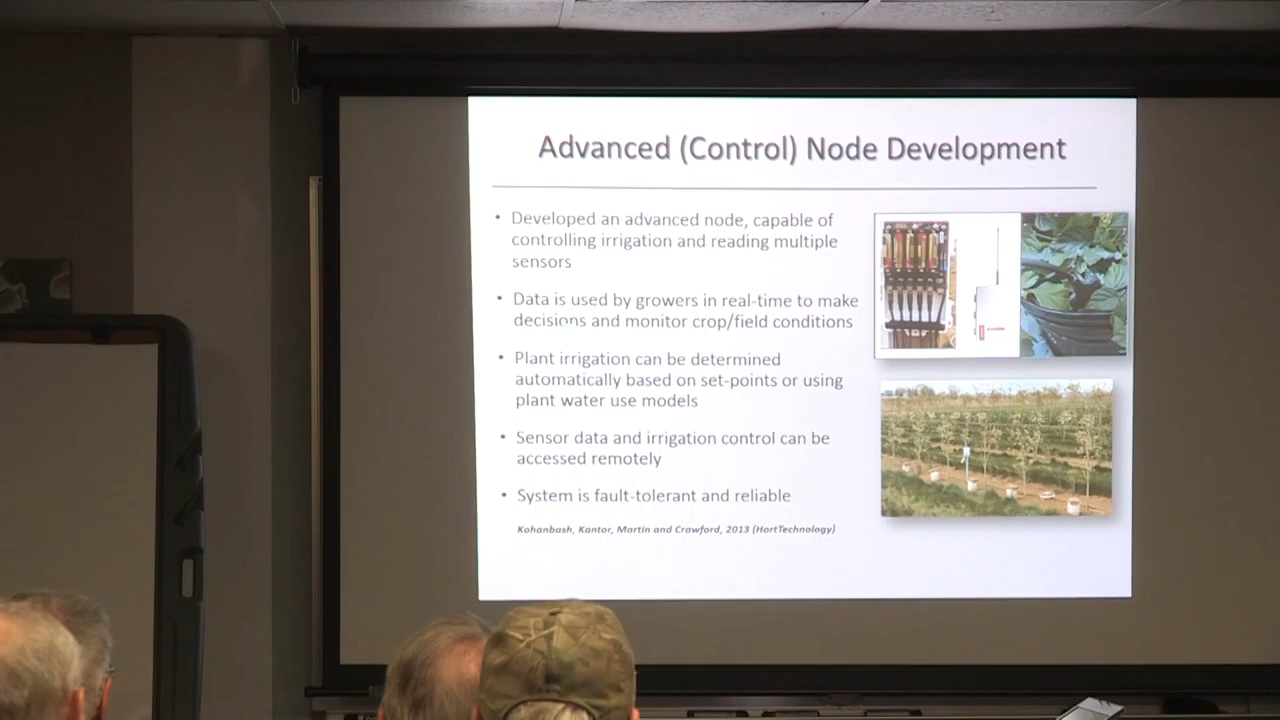 Advanced (Control) Node Development
• Developed an advanced node, capable of
controlling irrigation and reading multiple
sensors
• Data is used by growers in real-time to make
decisions and monitor crop/field conditions
• Plant irrigation can be determined
automatically based on set-points or using
plant water use models
• Sensor data and irrigation control can be
accessed remotely
• System is fault-tolerant and reliable
Kohanbash, Kantor, Martin and Crawford, 2013 (HortTechnology)